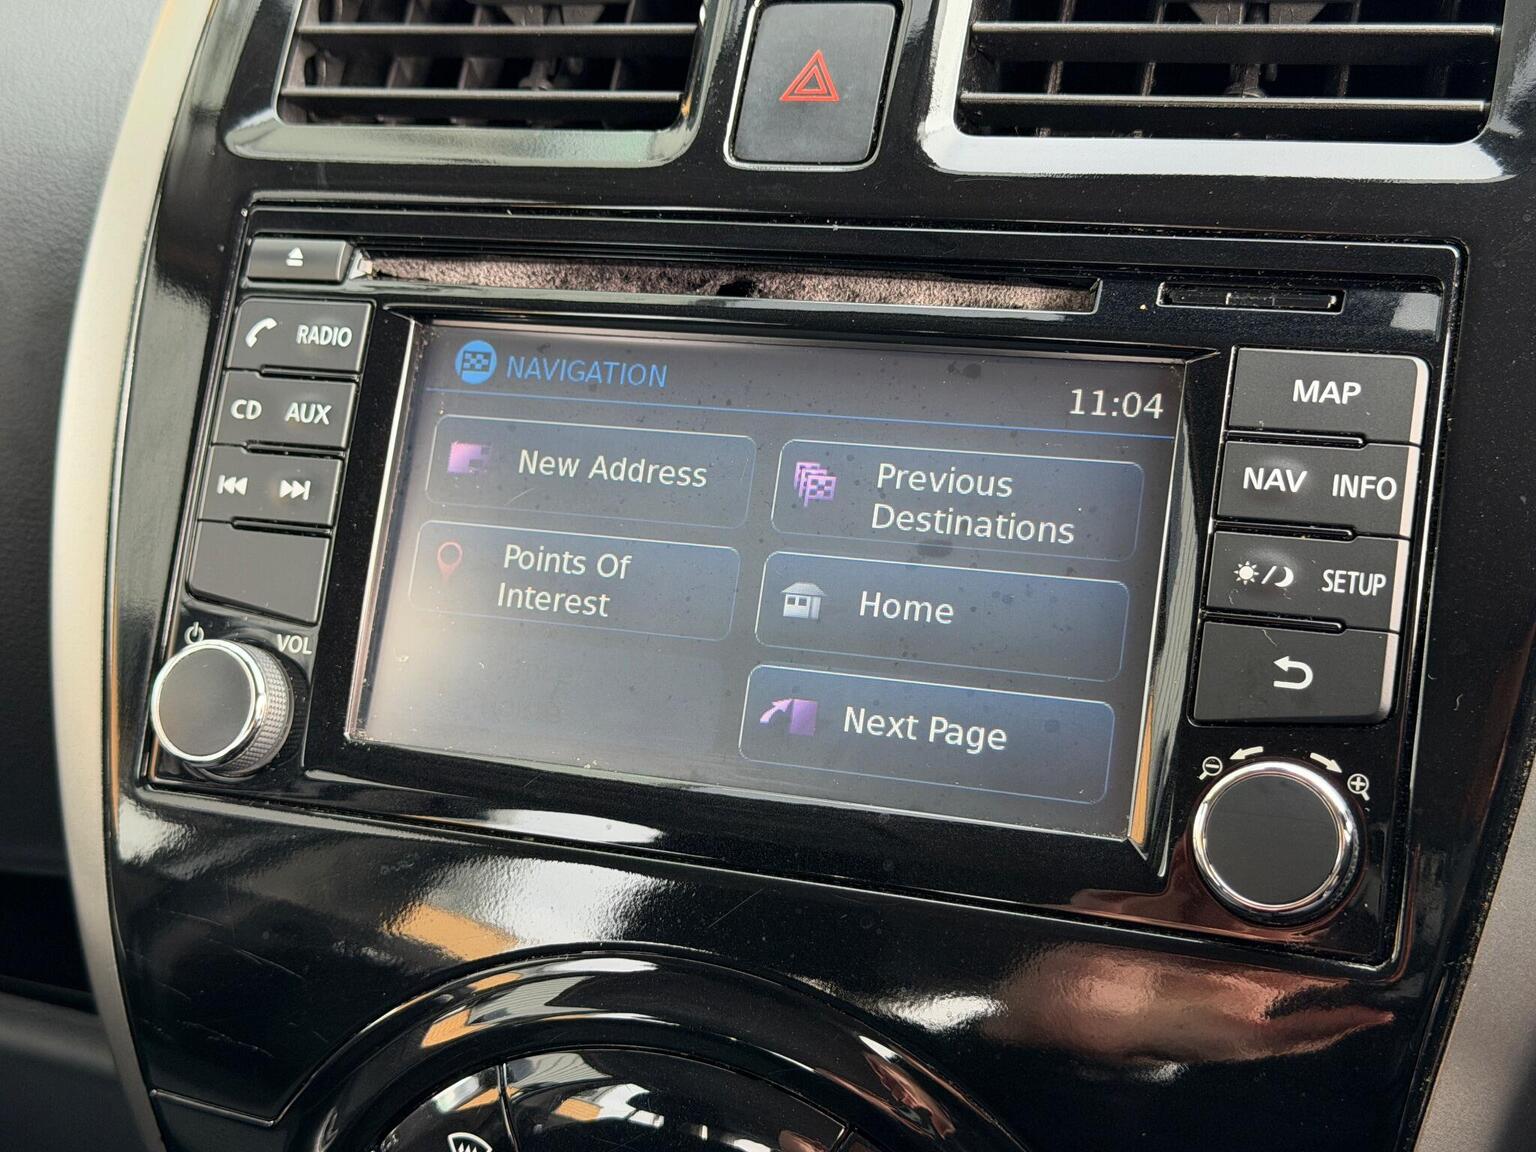 RADIO
CD AUX
VOL
NAVIGATION
11:04
New Address
Previous
Destinations
Points Of
Interest
Home
Next Page
MAP
NAV INFO
SETUP